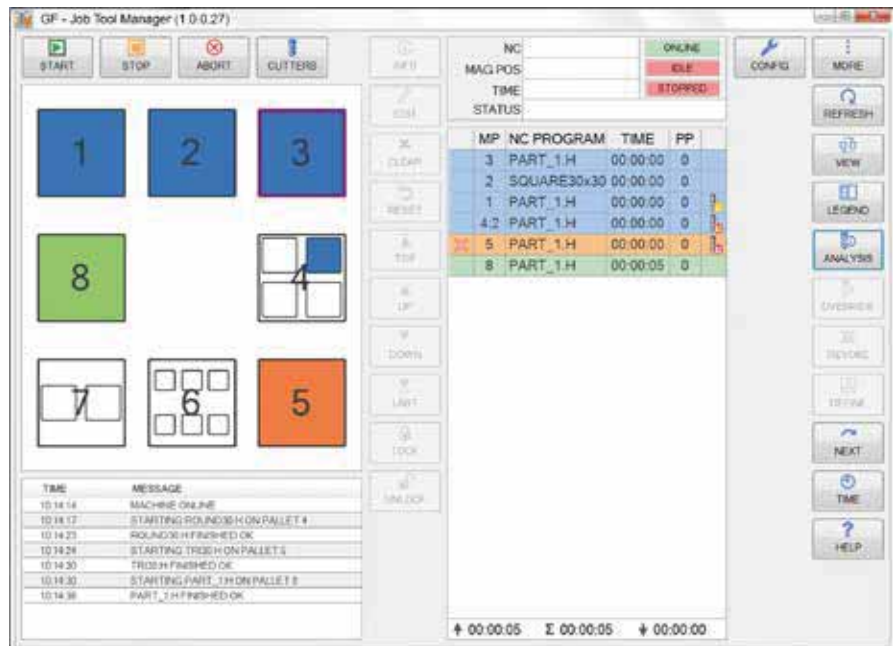 GF - Job Tool Manager (1.0.0.27)
START STOP ABORT CUTTERS
INFO
EDIT
CLEAR
RESET
TOP
UP
DOWN
LAST
LOCK
UNLOCK
NC ONLINE
MAG POS IDLE
TIME STOPPED
STATUS
CONFIG MORE
REFRESH
VIEW
LEGEND
ANALYSIS
OVERRIDE
REVOKE
DEFINE
NEXT
TIME
HELP
1 2 3
8 4
7 6 5
MP NC PROGRAM TIME PP
3 PART_1.H 00:00:00 0
2 SQUARE30x30 00:00:00 0
1 PART_1.H 00:00:00 0
4:2 PART_1.H 00:00:00 0
5 PART_1.H 00:00:00 0
8 PART_1.H 00:00:05 0
00:00:05 Σ 00:00:05 00:00:00
TIME MESSAGE
10:14:14 MACHINE ONLINE
10:14:17 STARTING ROUND30.H ON PALLET 4
10:14:23 ROUND30.H FINISHED OK
10:14:24 STARTING TRI30.H ON PALLET 5
10:14:30 TRI30.H FINISHED OK
10:14:30 STARTING PART_1.H ON PALLET 8
10:14:36 PART_1.H FINISHED OK